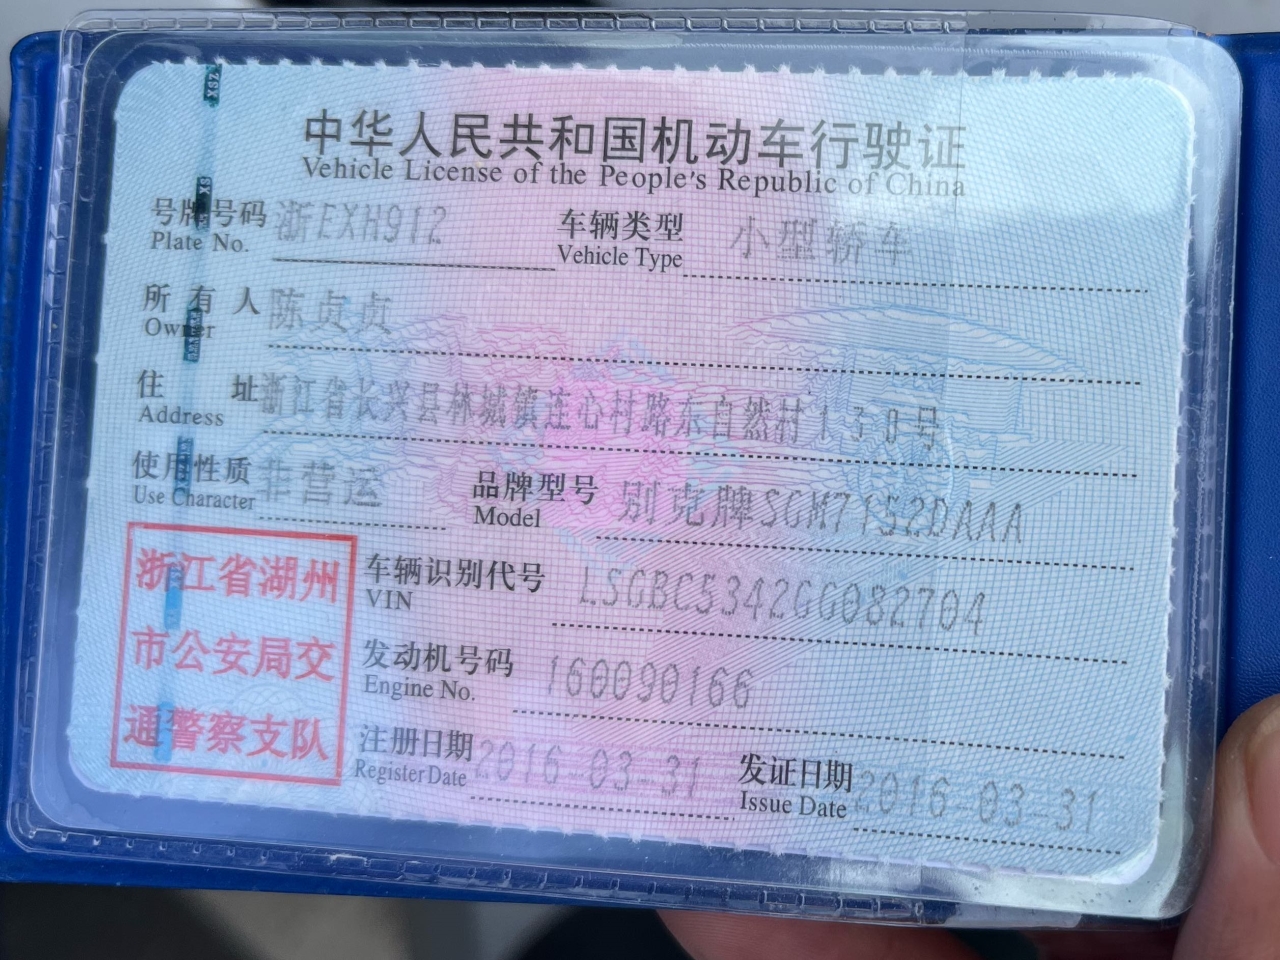 中华人民共和国机动车行驶证
Vehicle License of the People's Republic of China
号牌号码 浙EXH912 车辆类型 小型轿车
Plate No. Vehicle Type
所有人 陈贞贞
Owner
住址 浙江省长兴县林城镇连心村路东自然村130号
Address
使用性质 非营运 品牌型号 别克牌SGM7152DAAA
Use Character Model
浙江省湖州
市公安局交
通警察支队
车辆识别代号 LSGBC5342GG082704
VIN
发动机号码 160090166
Engine No.
注册日期 2016-03-31 发证日期 2016-03-31
Register Date Issue Date